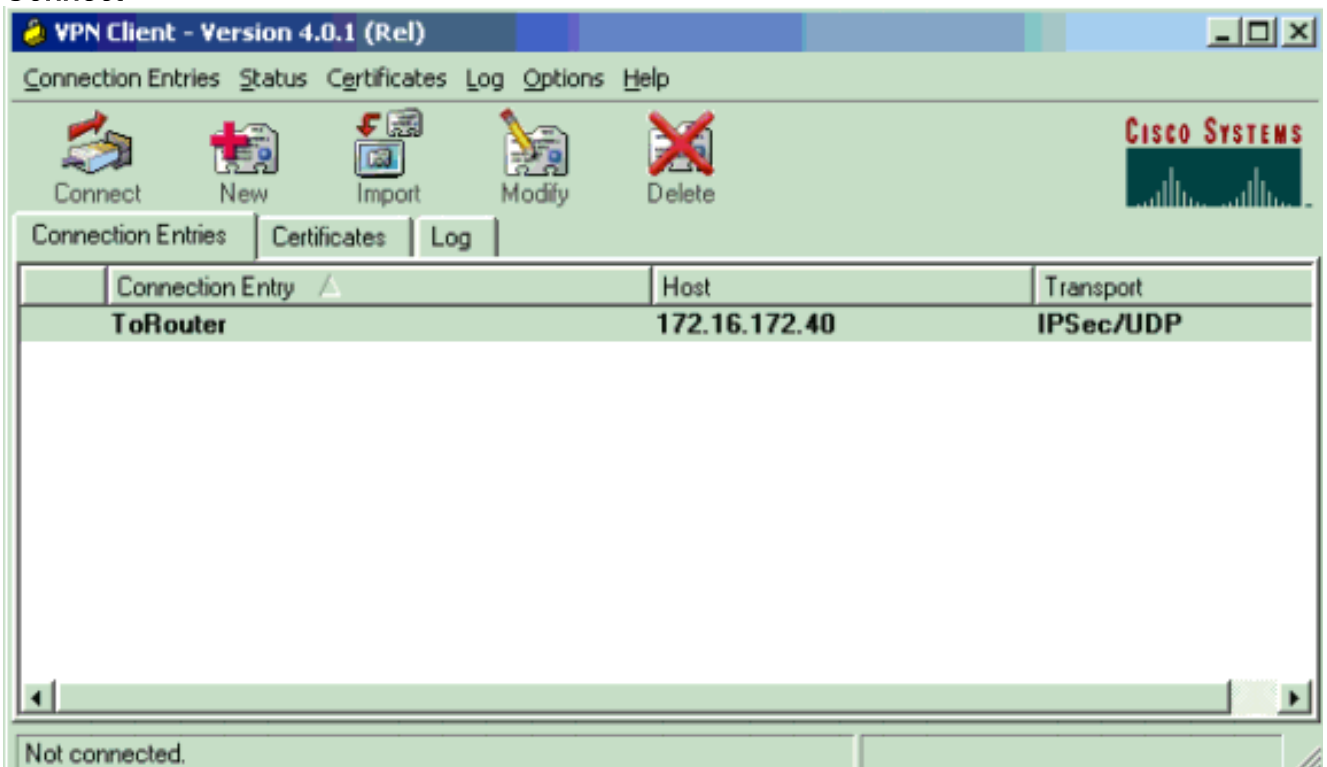 VPN Client - Version 4.0.1 (Rel)
Connection Entries Status Certificates Log Options Help
Connect New Import Modify Delete
CISCO SYSTEMS
Connection Entries Certificates Log
Connection Entry Host Transport
ToRouter 172.16.172.40 IPSec/UDP
Not connected.